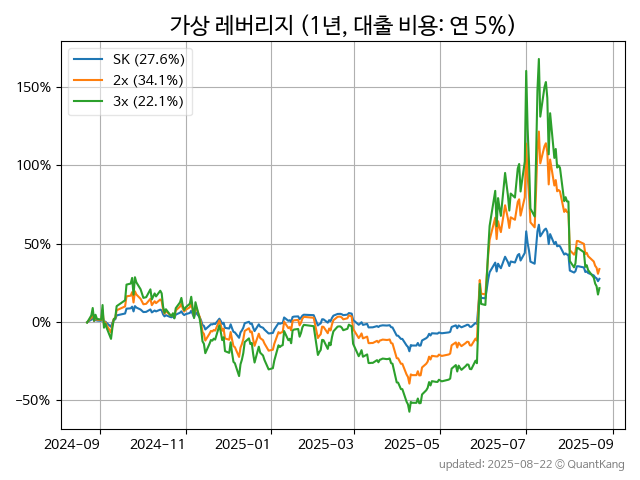 가상 레버리지 (1년, 대출 비용: 연 5%)
SK (27.6%)
2x (34.1%)
3x (22.1%)
150%
100%
50%
0%
−50%
2024-09 2024-11 2025-01 2025-03 2025-05 2025-07 2025-09
updated: 2025-08-22 © QuantKang